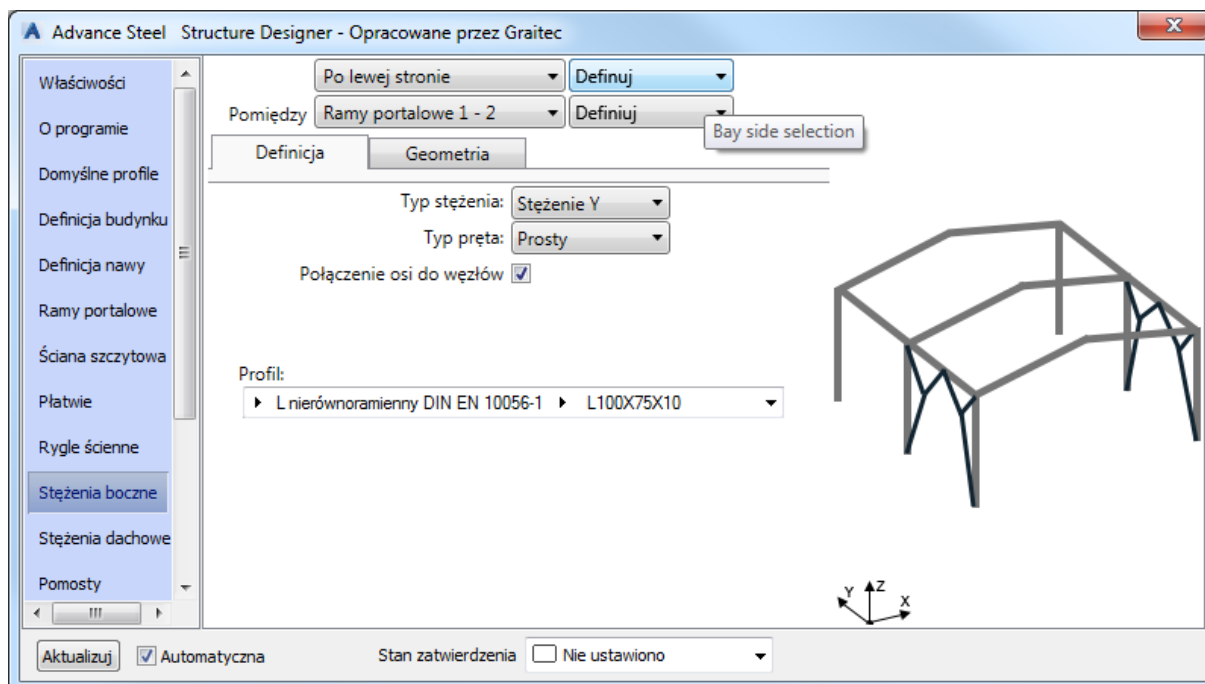 Advance Steel Structure Designer - Opracowane przez Graitec
Właściwości
O programie
Domyślne profile
Definicja budynku
Definicja nawy
Ramy portalowe
Ściana szczytowa
Płatwie
Rygle ścienne
Stężenia boczne
Stężenia dachowe
Pomosty
Po lewej stronie Definuj
Pomiędzy Ramy portalowe 1 - 2 Definiuj
Bay side selection
Definicja Geometria
Typ stężenia: Stężenie Y
Typ pręta: Prosty
Połączenie osi do węzłów
Profil:
L nierównoramienny DIN EN 10056-1 L100X75X10
Y Z X
Aktualizuj Automatyczna Stan zatwierdzenia Nie ustawiono